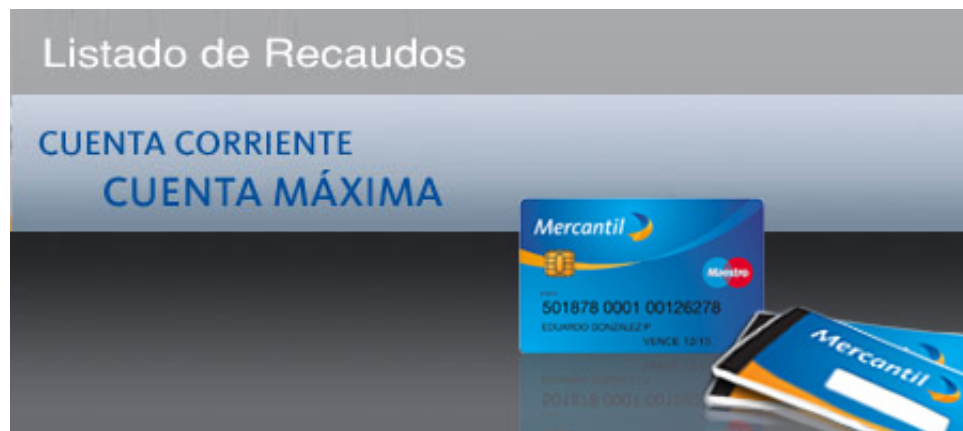 Listado de Recaudos
CUENTA CORRIENTE
CUENTA MÁXIMA
Mercantil
Maestro
501878 0001 00126278
EDUARDO GONZALEZ P
VENCE 12/13
Mercantil